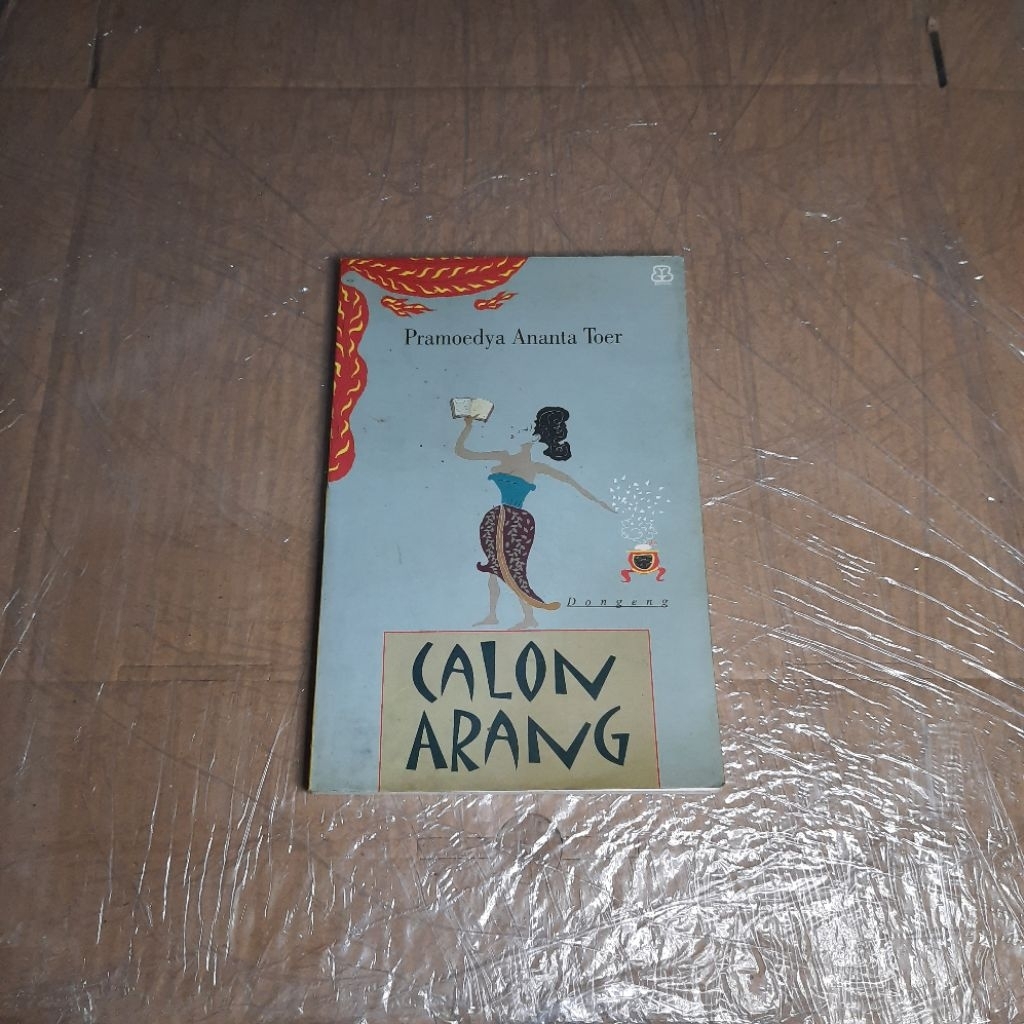 Pramoedya Ananta Toer
Dongeng
CALON
ARANG